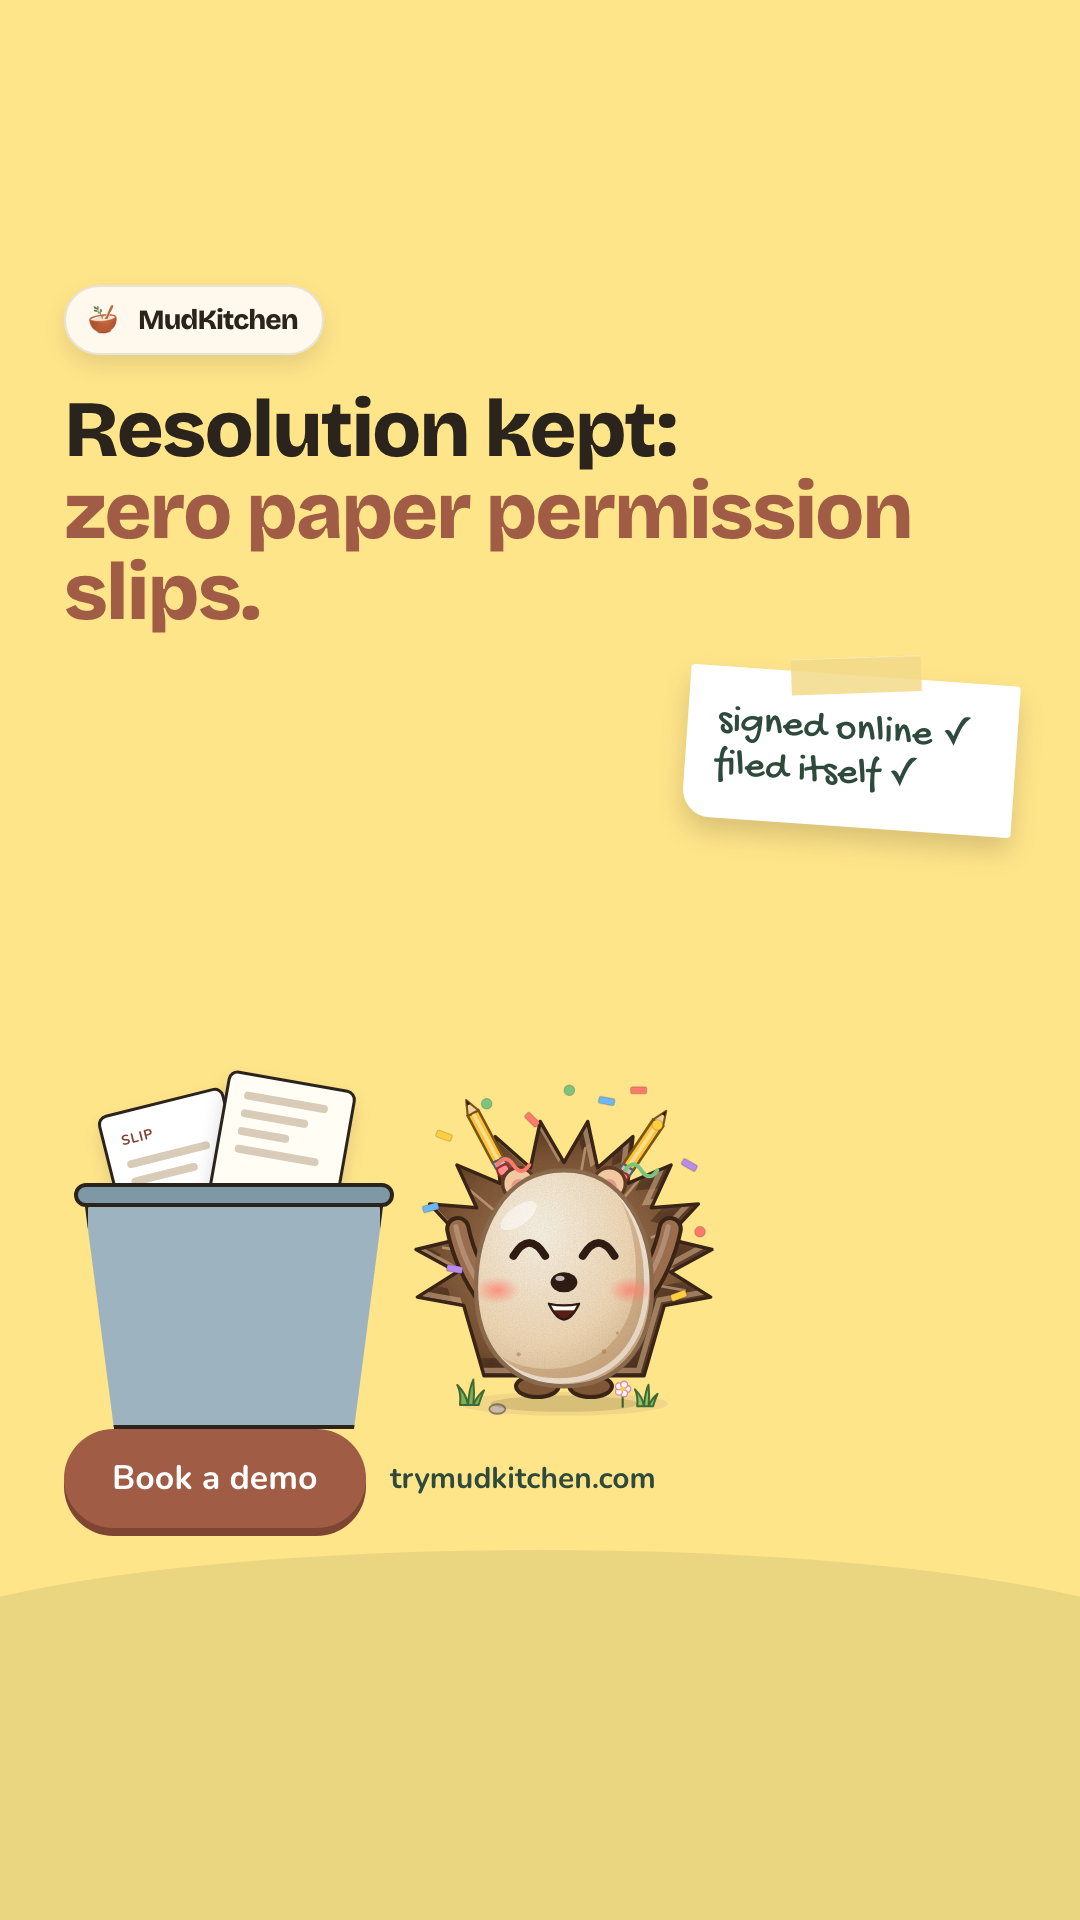 MudKitchen
Resolution kept:
zero paper permission
slips.
signed online ✓
filed itself ✓
SLIP
Book a demo
trymudkitchen.com